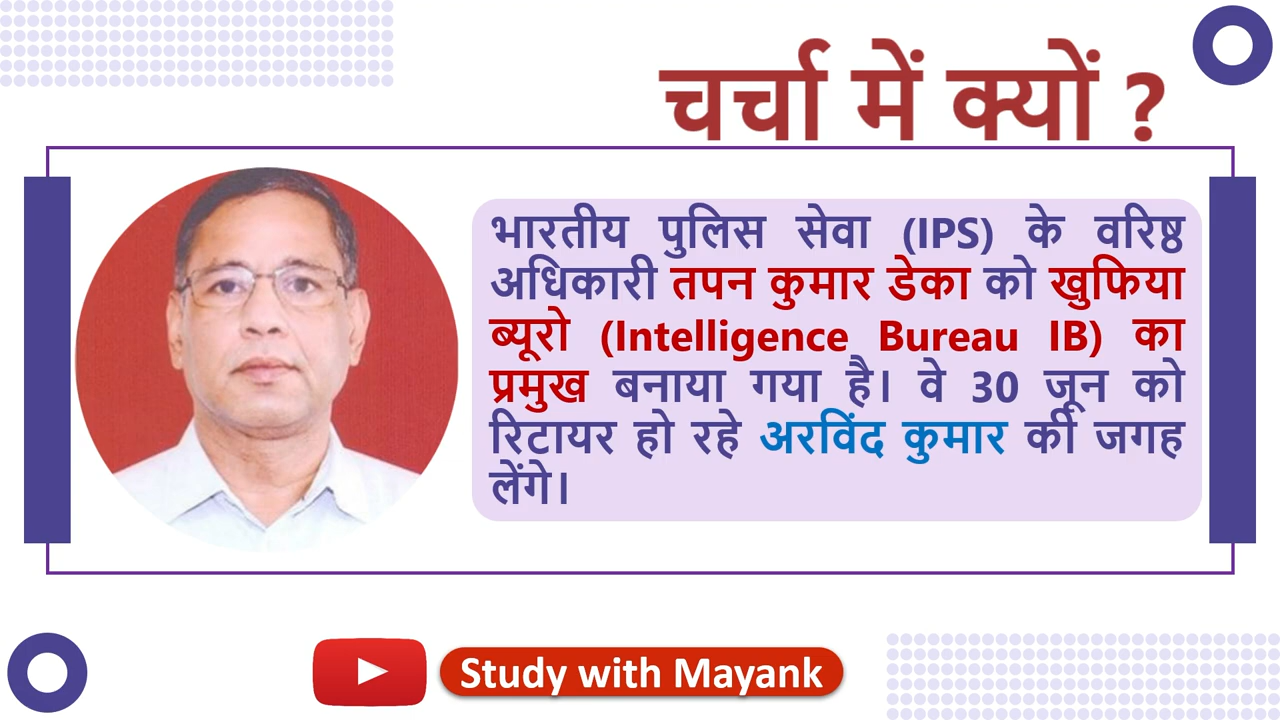 चर्चा में क्यों ?
भारतीय पुलिस सेवा (IPS) के वरिष्ठ
अधिकारी तपन कुमार डेका को खुफिया
ब्यूरो (Intelligence Bureau IB) का
प्रमुख बनाया गया है। वे 30 जून को
रिटायर हो रहे अरविंद कुमार की जगह
लेंगे।
Study with Mayank